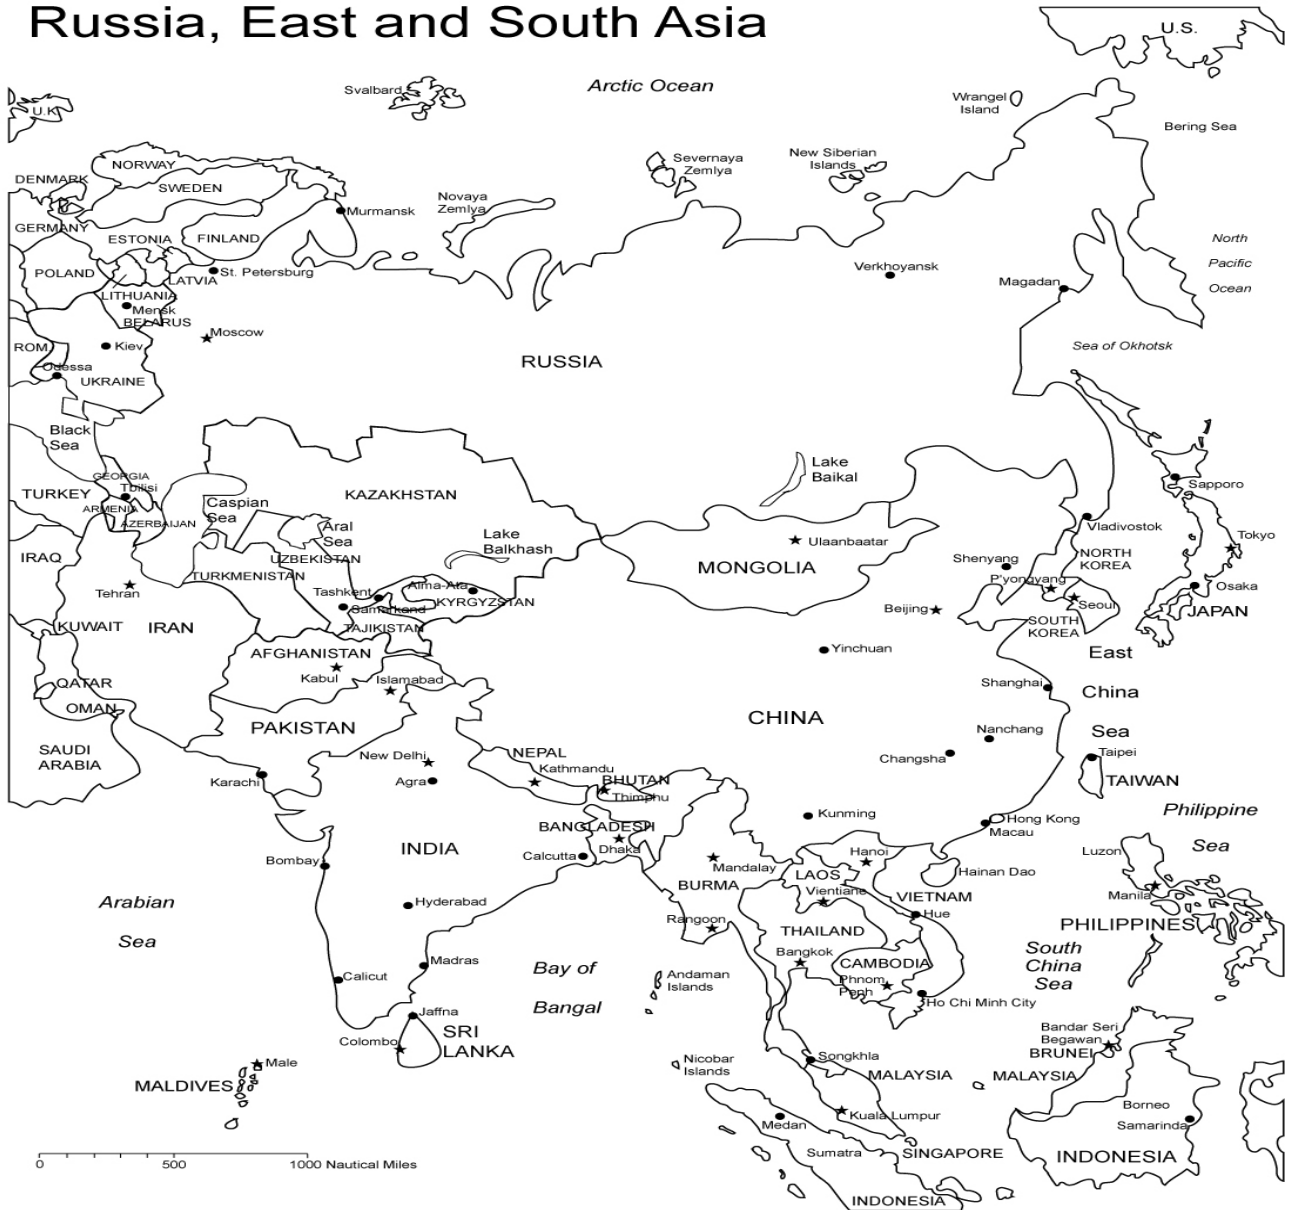 Russia, East and South Asia
U.S.
Svalbard
Arctic Ocean
Wrangel
Island
U.K
Bering Sea
NORWAY
DENMARK
SWEDEN
Severnaya
Zemlya
New Siberian
Islands
Novaya
Zemlya
Murmansk
GERMANY
ESTONIA
FINLAND
North
Pacific
Ocean
POLAND
LATVIA
St. Petersburg
Verkhoyansk
Magadan
LITHUANIA
Mensk
BELARUS
Moscow
ROM.
Kiev
Sea of Okhotsk
RUSSIA
Odessa
UKRAINE
Black
Sea
Lake
Baikal
GEORGIA
Tbilisi
TURKEY
ARMENIA
AZERBAIJAN
Caspian
Sea
KAZAKHSTAN
Sapporo
Aral
Sea
Lake
Balkhash
Vladivostok
Tokyo
Ulaanbaatar
IRAQ
UZBEKISTAN
MONGOLIA
Shenyang
NORTH
KOREA
TURKMENISTAN
Tehran
Tashkent
Alma-Ata
P'yongyang
Osaka
Samarkand
KYRGYZSTAN
Beijing
Seoul
JAPAN
KUWAIT
IRAN
TAJIKISTAN
SOUTH
KOREA
AFGHANISTAN
Kabul
Yinchuan
East
China
Sea
QATAR
Islamabad
Shanghai
OMAN
PAKISTAN
CHINA
SAUDI
ARABIA
New Delhi
NEPAL
Nanchang
Changsha
Taipei
Karachi
Agra
Kathmandu
BHUTAN
Thimphu
TAIWAN
Philippine
Sea
Kunming
Hong Kong
Macau
BANGLADESH
INDIA
Dhaka
Calcutta
Bombay
Hanoi
Luzon
Mandalay
LAOS
Hainan Dao
BURMA
Vientiane
VIETNAM
Manila
Arabian
Sea
Hyderabad
Rangoon
Hue
PHILIPPINES
THAILAND
Bangkok
South
China
Sea
Madras
Bay of
Bangal
CAMBODIA
Calicut
Andaman
Islands
Phnom
Penh
Ho Chi Minh City
Jaffna
SRI
LANKA
Colombo
Bandar Seri
Begawan
BRUNEI
Male
MALDIVES
Nicobar
Islands
Songkhla
MALAYSIA
MALAYSIA
Borneo
Samarinda
Kuala Lumpur
Medan
Sumatra
SINGAPORE
INDONESIA
0 500 1000 Nautical Miles
INDONESIA